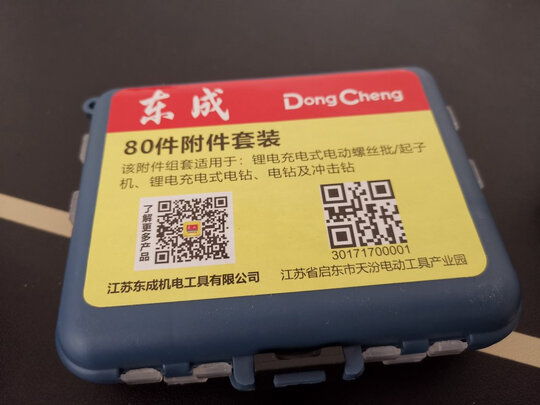 东成 DongCheng
80件附件套装
该附件组套适用于：锂电充电式电动螺丝批/起子
机、锂电充电式电钻、电钻及冲击钻
了解更多产品
30171700001
江苏东成机电工具有限公司
江苏省启东市天汾电动工具产业园